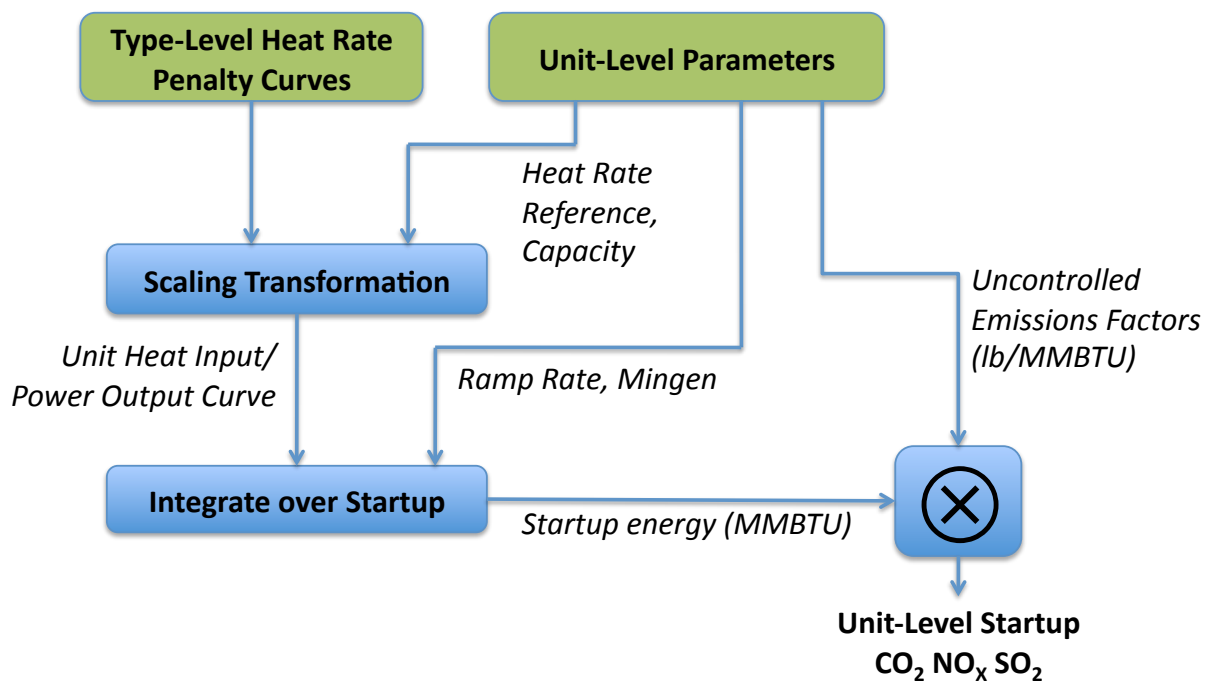 Type-Level Heat Rate
Penalty Curves
Unit-Level Parameters
Heat Rate
Reference,
Capacity
Scaling Transformation
Uncontrolled
Emissions Factors
(lb/MMBTU)
Unit Heat Input/
Power Output Curve
Ramp Rate, Mingen
Integrate over Startup
Startup energy (MMBTU)
Unit-Level Startup
CO₂ NOₓ SO₂